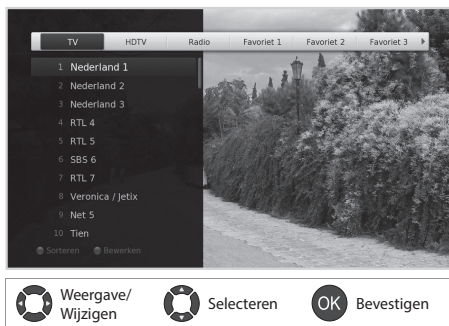 TV HDTV Radio Favoriet 1 Favoriet 2 Favoriet 3
1 Nederland 1
2 Nederland 2
3 Nederland 3
4 RTL 4
5 RTL 5
6 SBS 6
7 RTL 7
8 Veronica / Jetix
9 Net 5
10 Tien
Sorteren Bewerken
Weergave/
Wijzigen
Selecteren
OK Bevestigen